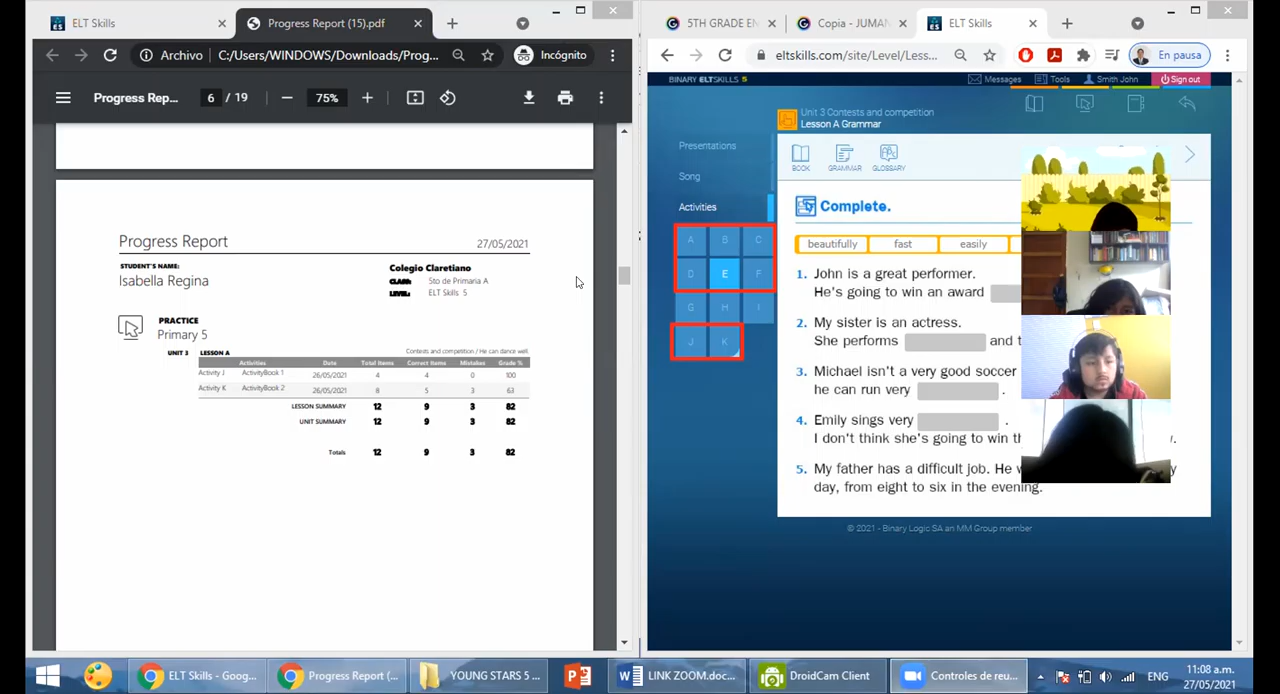 ELT Skills
Progress Report (15).pdf
Archivo
C:/Users/WINDOWS/Downloads/Prog...
Incógnito
Progress Rep...
6 / 19
75%
Progress Report
27/05/2021
STUDENT'S NAME:
Isabella Regina
Colegio Claretiano
CLASS: 5to de Primaria A
LEVEL: ELT Skills 5
PRACTICE
Primary 5
UNIT 3 LESSON A
Contests and competition / He can dance well.
Activities Date Total Items Correct Items Mistakes Grade %
Activity J ActivityBook 1 26/05/2021 4 4 0 100
Activity K ActivityBook 2 26/05/2021 8 5 3 63
LESSON SUMMARY 12 9 3 82
UNIT SUMMARY 12 9 3 82
Totals 12 9 3 82
5TH GRADE EN
Copia - JUMAN
ELT Skills
eltskills.com/site/Level/Less...
En pausa
BINARY ELTSKILLS 5
Messages
Tools
Smith John
Sign out
Unit 3 Contests and competition
Lesson A Grammar
Presentations
Song
Activities
A B C
D E F
G H I
J K
BOOK
GRAMMAR
GLOSSARY
Complete.
beautifully fast easily
1. John is a great performer.
He's going to win an award
2. My sister is an actress.
She performs and t
3. Michael isn't a very good soccer
he can run very .
4. Emily sings very .
I don't think she's going to win th
5. My father has a difficult job. He w
day, from eight to six in the evening.
© 2021 - Binary Logic SA an MM Group member
ELT Skills - Goog...
Progress Report (...
YOUNG STARS 5 ...
LINK ZOOM.doc...
DroidCam Client
Controles de reu...
ENG
11:08 a.m.
27/05/2021